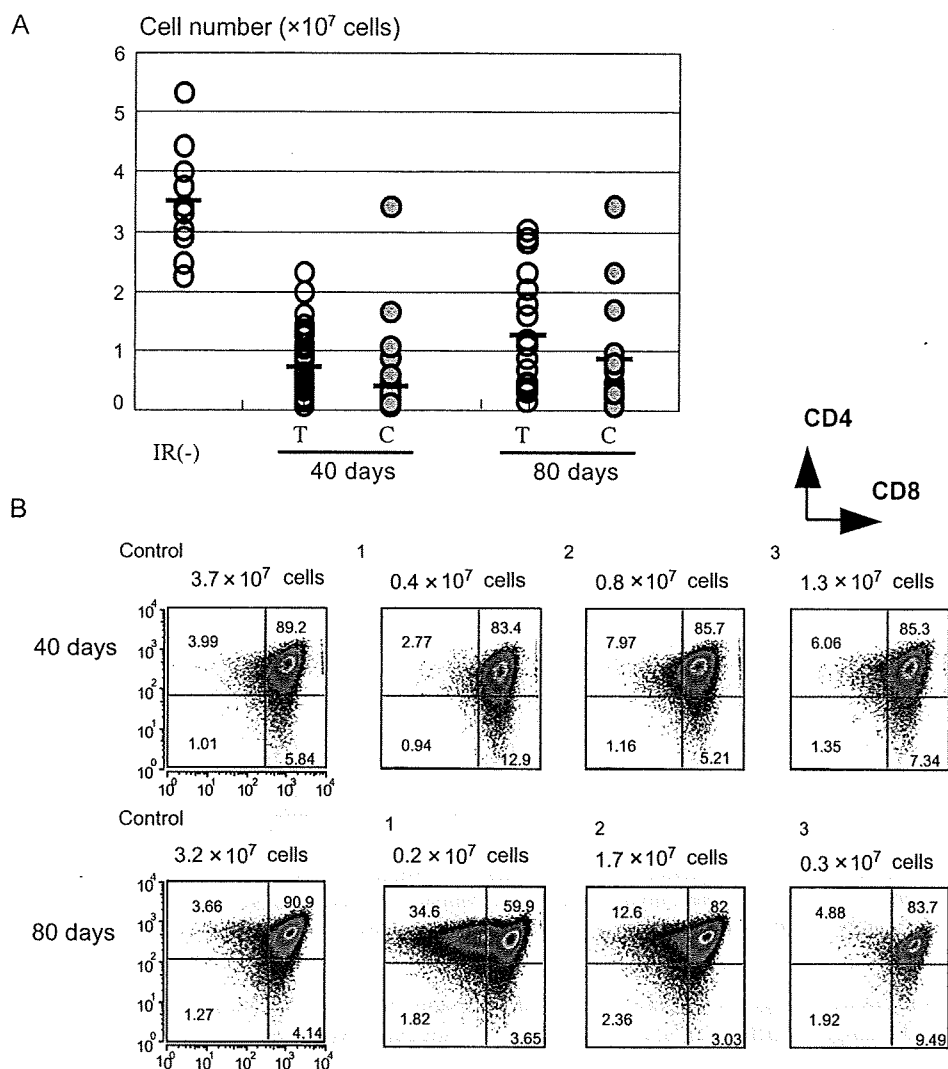 A
Cell number (×10⁷ cells)
6
5
4
3
2
1
0
IR(-)
T C T C
40 days 80 days
CD4
CD8
B
Control 1 2 3
3.7 × 10⁷ cells 0.4 × 10⁷ cells 0.8 × 10⁷ cells 1.3 × 10⁷ cells
40 days
10⁴
10³
10²
10¹
10⁰
10⁰ 10¹ 10² 10³ 10⁴
3.99 89.2 2.77 83.4 7.97 85.7 6.06 85.3
1.01 5.84 0.94 12.9 1.16 5.21 1.35 7.34
Control 1 2 3
3.2 × 10⁷ cells 0.2 × 10⁷ cells 1.7 × 10⁷ cells 0.3 × 10⁷ cells
80 days
10⁴
10³
10²
10¹
10⁰
10⁰ 10¹ 10² 10³ 10⁴
3.66 90.9 34.6 59.9 12.6 82 4.88 83.7
1.27 4.14 1.82 3.65 2.36 3.03 1.92 9.49